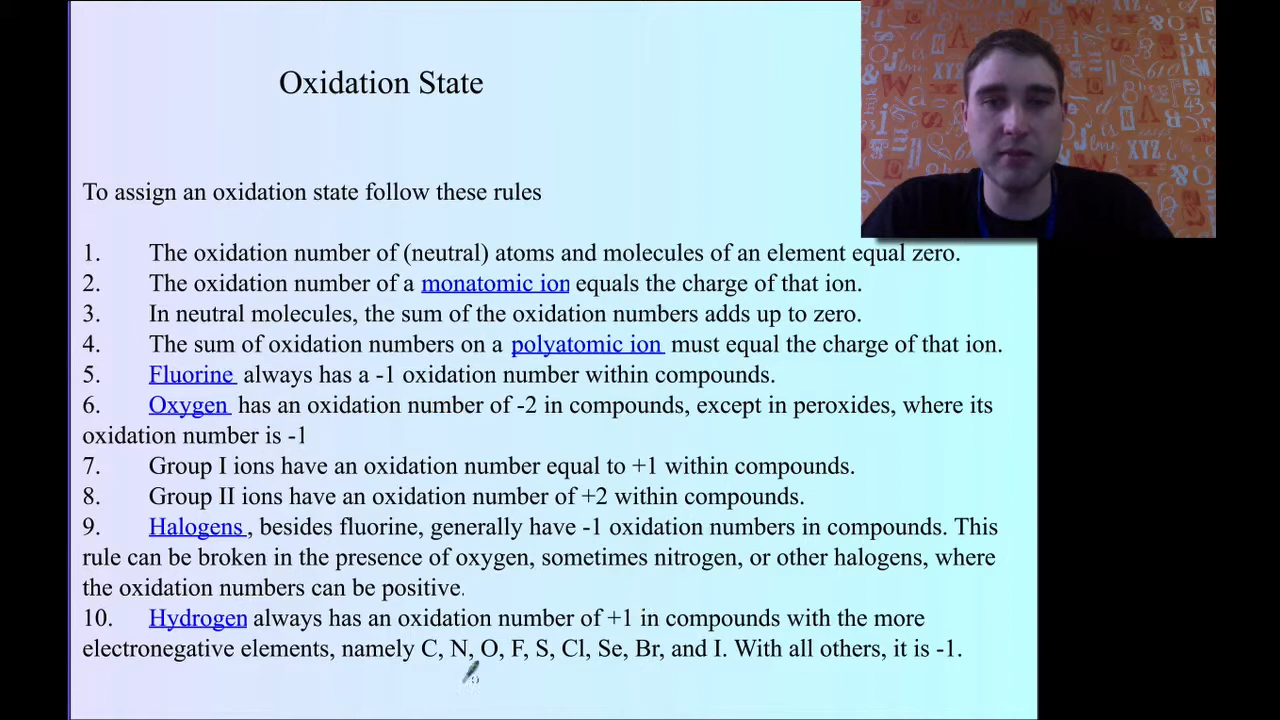 Oxidation State
To assign an oxidation state follow these rules
1. The oxidation number of (neutral) atoms and molecules of an element equal zero.
2. The oxidation number of a monatomic ion equals the charge of that ion.
3. In neutral molecules, the sum of the oxidation numbers adds up to zero.
4. The sum of oxidation numbers on a polyatomic ion must equal the charge of that ion.
5. Fluorine always has a -1 oxidation number within compounds.
6. Oxygen has an oxidation number of -2 in compounds, except in peroxides, where its
oxidation number is -1
7. Group I ions have an oxidation number equal to +1 within compounds.
8. Group II ions have an oxidation number of +2 within compounds.
9. Halogens, besides fluorine, generally have -1 oxidation numbers in compounds. This
rule can be broken in the presence of oxygen, sometimes nitrogen, or other halogens, where
the oxidation numbers can be positive.
10. Hydrogen always has an oxidation number of +1 in compounds with the more
electronegative elements, namely C, N, O, F, S, Cl, Se, Br, and I. With all others, it is -1.